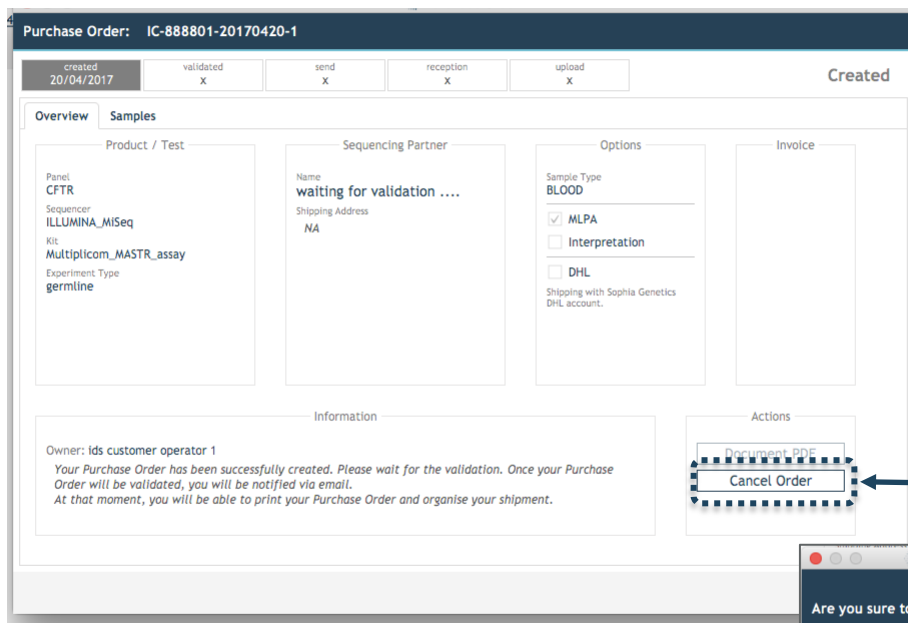 4
Purchase Order: IC-888801-20170420-1
created
20/04/2017
validated
x
send
x
reception
x
upload
x
Created
Overview Samples
Product / Test
Panel
CFTR
Sequencer
ILLUMINA_MiSeq
Kit
Multiplicom_MASTR_assay
Experiment Type
germline
Sequencing Partner
Name
waiting for validation ....
Shipping Address
NA
Options
Sample Type
BLOOD
MLPA
Interpretation
DHL
Shipping with Sophia Genetics
DHL account.
Invoice
Information
Owner: ids customer operator 1
Your Purchase Order has been successfully created. Please wait for the validation. Once your Purchase
Order will be validated, you will be notified via email.
At that moment, you will be able to print your Purchase Order and organise your shipment.
Actions
Document PDF
Cancel Order
Are you sure to